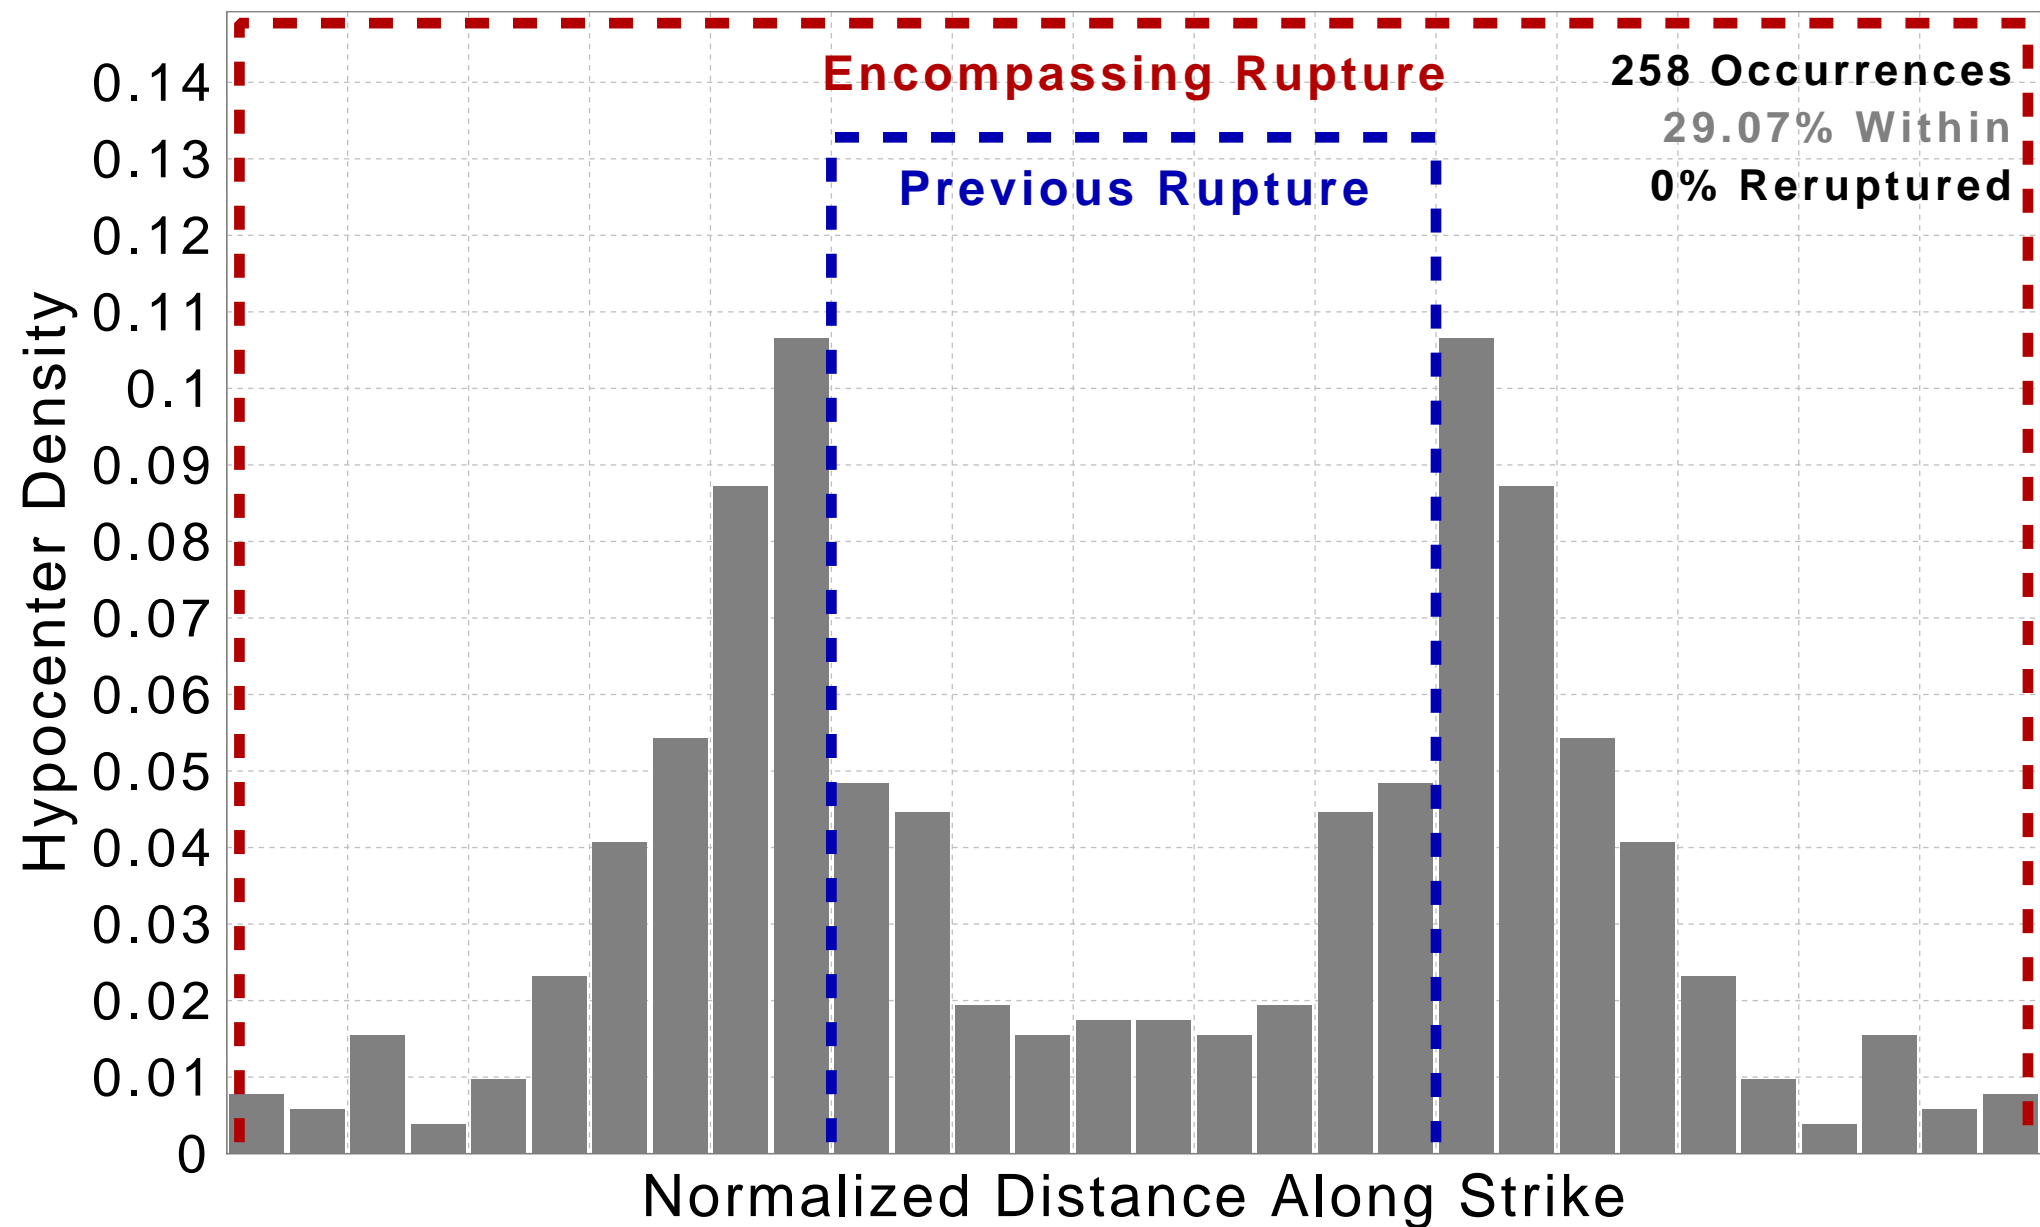 Encompassing Rupture
258 Occurrences
29.07% Within
Previous Rupture
0% Reruptured
0.14
0.13
0.12
0.11
0.1
0.09
0.08
0.07
0.06
0.05
0.04
0.03
0.02
0.01
0
Hypocenter Density
Normalized Distance Along Strike